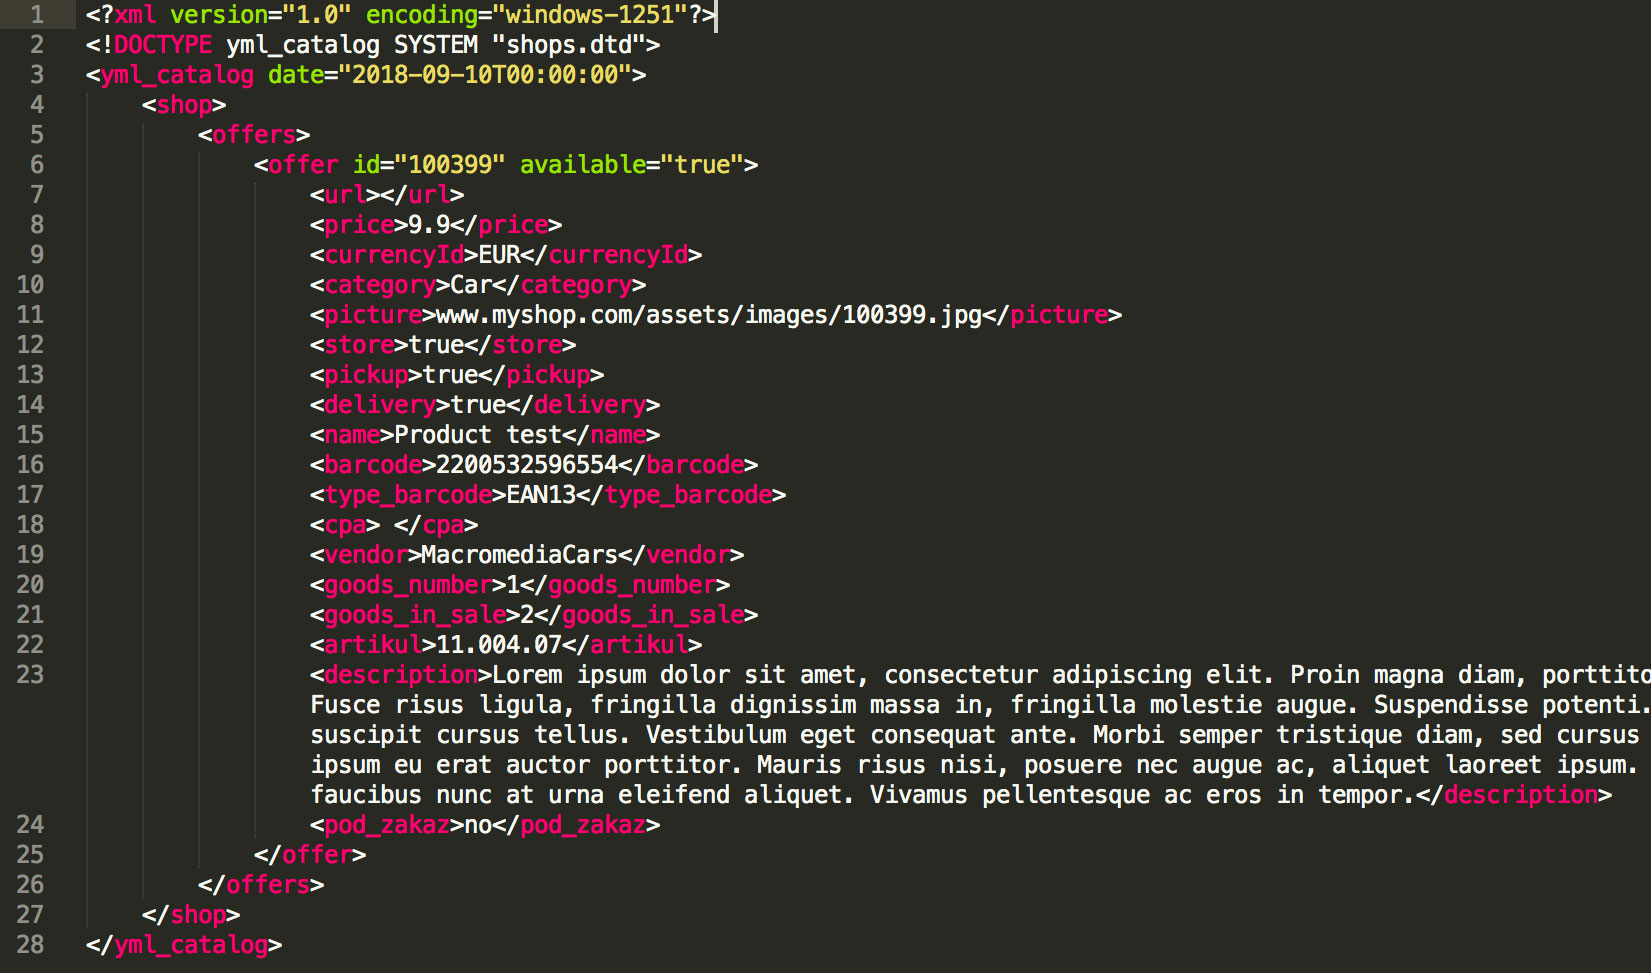 1 <?xml version="1.0" encoding="windows-1251"?>
2 <!DOCTYPE yml_catalog SYSTEM "shops.dtd">
3 <yml_catalog date="2018-09-10T00:00:00">
4 <shop>
5 <offers>
6 <offer id="100399" available="true">
7 <url></url>
8 <price>9.9</price>
9 <currencyId>EUR</currencyId>
10 <category>Car</category>
11 <picture>www.myshop.com/assets/images/100399.jpg</picture>
12 <store>true</store>
13 <pickup>true</pickup>
14 <delivery>true</delivery>
15 <name>Product test</name>
16 <barcode>2200532596554</barcode>
17 <type_barcode>EAN13</type_barcode>
18 <cpa> </cpa>
19 <vendor>MacromediaCars</vendor>
20 <goods_number>1</goods_number>
21 <goods_in_sale>2</goods_in_sale>
22 <artikul>11.004.07</artikul>
23 <description>Lorem ipsum dolor sit amet, consectetur adipiscing elit. Proin magna diam, porttito
Fusce risus ligula, fringilla dignissim massa in, fringilla molestie augue. Suspendisse potenti.
suscipit cursus tellus. Vestibulum eget consequat ante. Morbi semper tristique diam, sed cursus
ipsum eu erat auctor porttitor. Mauris risus nisi, posuere nec augue ac, aliquet laoreet ipsum.
faucibus nunc at urna eleifend aliquet. Vivamus pellentesque ac eros in tempor.</description>
24 <pod_zakaz>no</pod_zakaz>
25 </offer>
26 </offers>
27 </shop>
28 </yml_catalog>